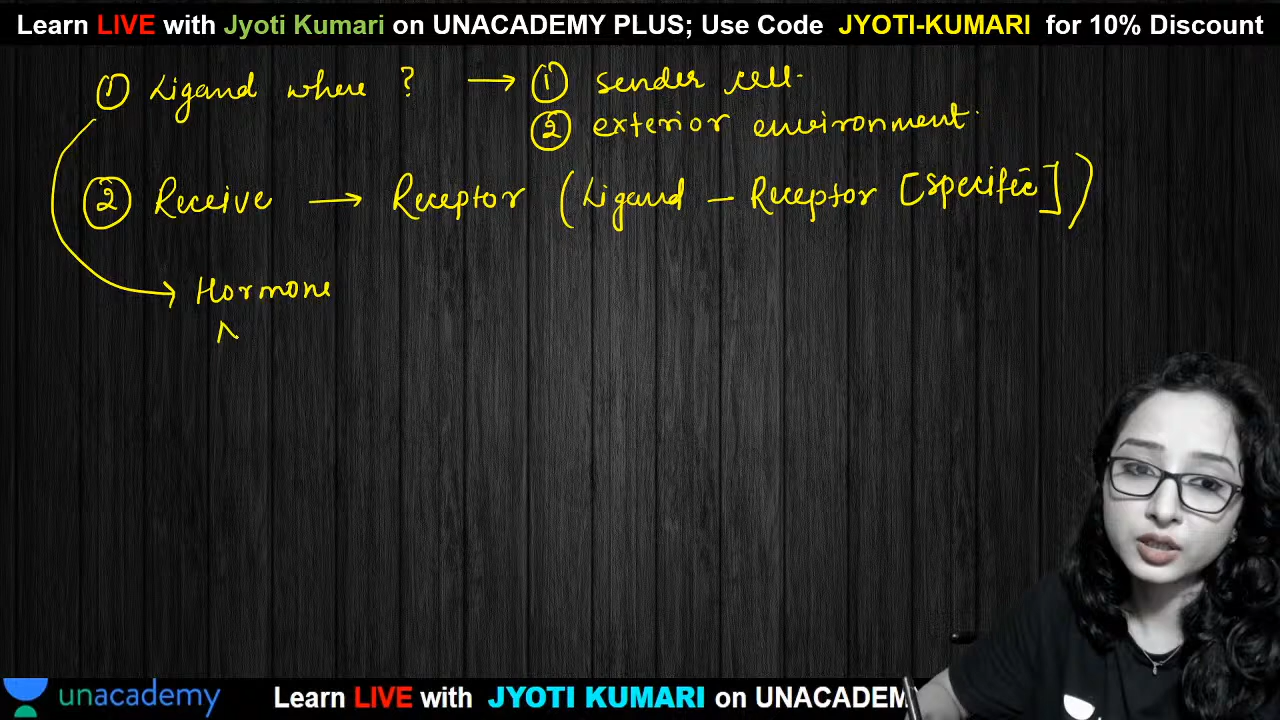 Learn LIVE with Jyoti Kumari on UNACADEMY PLUS; Use Code JYOTI-KUMARI for 10% Discount
① Ligand where ? → ① Sender cell.
② exterior environment.
② Receive → Receptor (Ligand – Receptor [specific])
→ Hormone
unacademy Learn LIVE with JYOTI KUMARI on UNACADEM